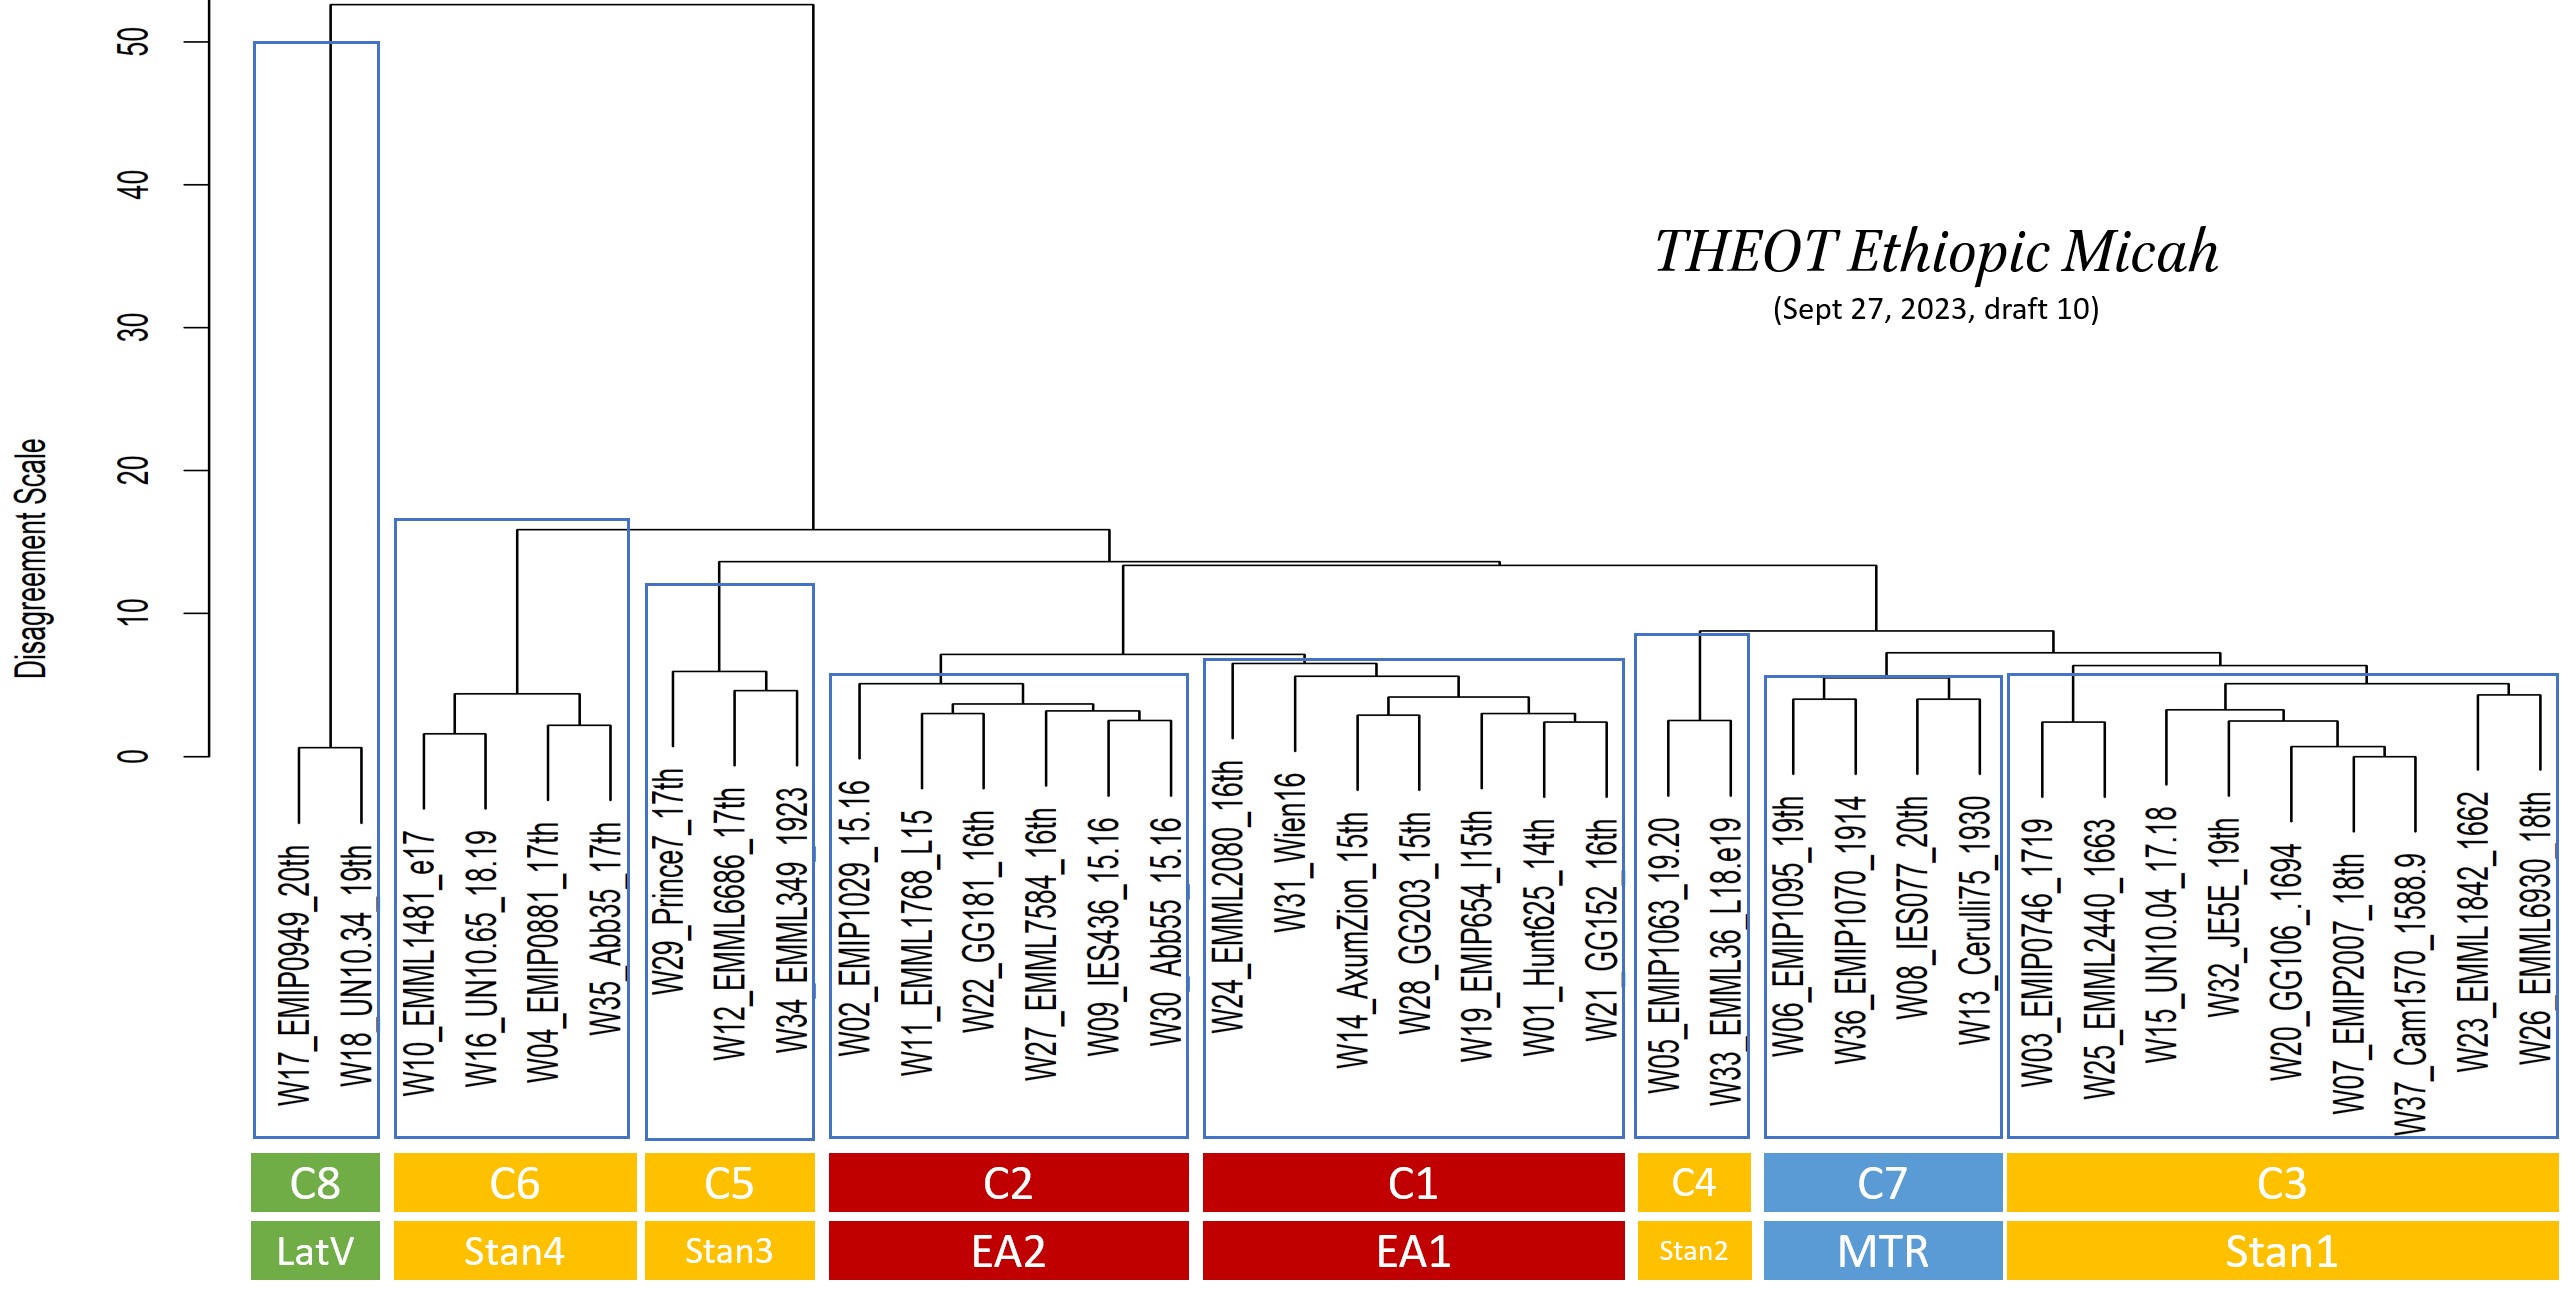 50
40
30
20
10
0
Disagreement Scale
THEOT Ethiopic Micah
(Sept 27, 2023, draft 10)
W17_EMIP0949_20th
W18_UN10.34_19th
W10_EMML1481_e17
W16_UN10.65_18.19
W04_EMIP0881_17th
W35_Abb35_17th
W29_Prince7_17th
W12_EMML6686_17th
W34_EMML349_1923
W02_EMIP1029_15.16
W11_EMML1768_L15
W22_GG181_16th
W27_EMML7584_16th
W09_IES436_15.16
W30_Abb55_15.16
W24_EMML2080_16th
W31_Wien16
W14_AxumZion_15th
W28_GG203_15th
W19_EMIP654_l15th
W01_Hunt625_14th
W21_GG152_16th
W05_EMIP1063_19.20
W33_EMML36_L18.e19
W06_EMIP1095_19th
W36_EMIP1070_1914
W08_IES077_20th
W13_Cerulli75_1930
W03_EMIP0746_1719
W25_EMML2440_1663
W15_UN10.04_17.18
W32_JE5E_19th
W20_GG106_.1694
W07_EMIP2007_18th
W37_Cam1570_1588.9
W23_EMML1842_1662
W26_EMML6930_18th
C8 C6 C5 C2 C1 C4 C7 C3
LatV Stan4 Stan3 EA2 EA1 Stan2 MTR Stan1